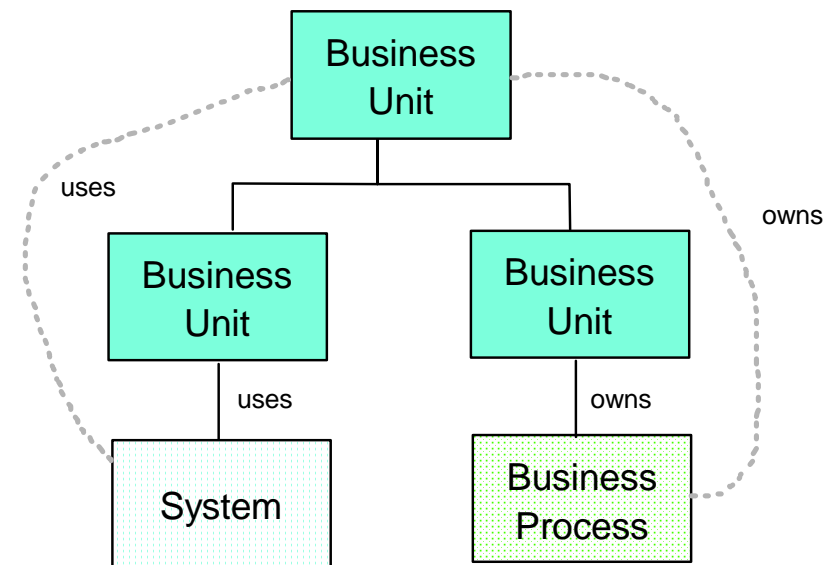 Business
Unit
uses
owns
Business
Unit
Business
Unit
uses
owns
System
Business
Process